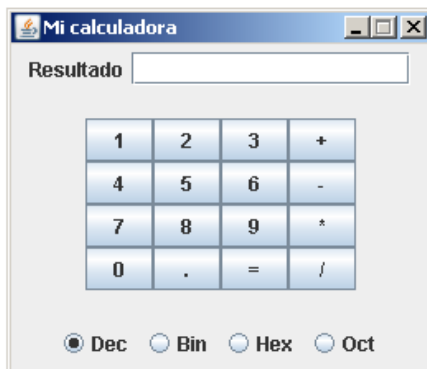 Mi calculadora
Resultado
1 2 3 +
4 5 6 -
7 8 9 *
0 . = /
Dec Bin Hex Oct